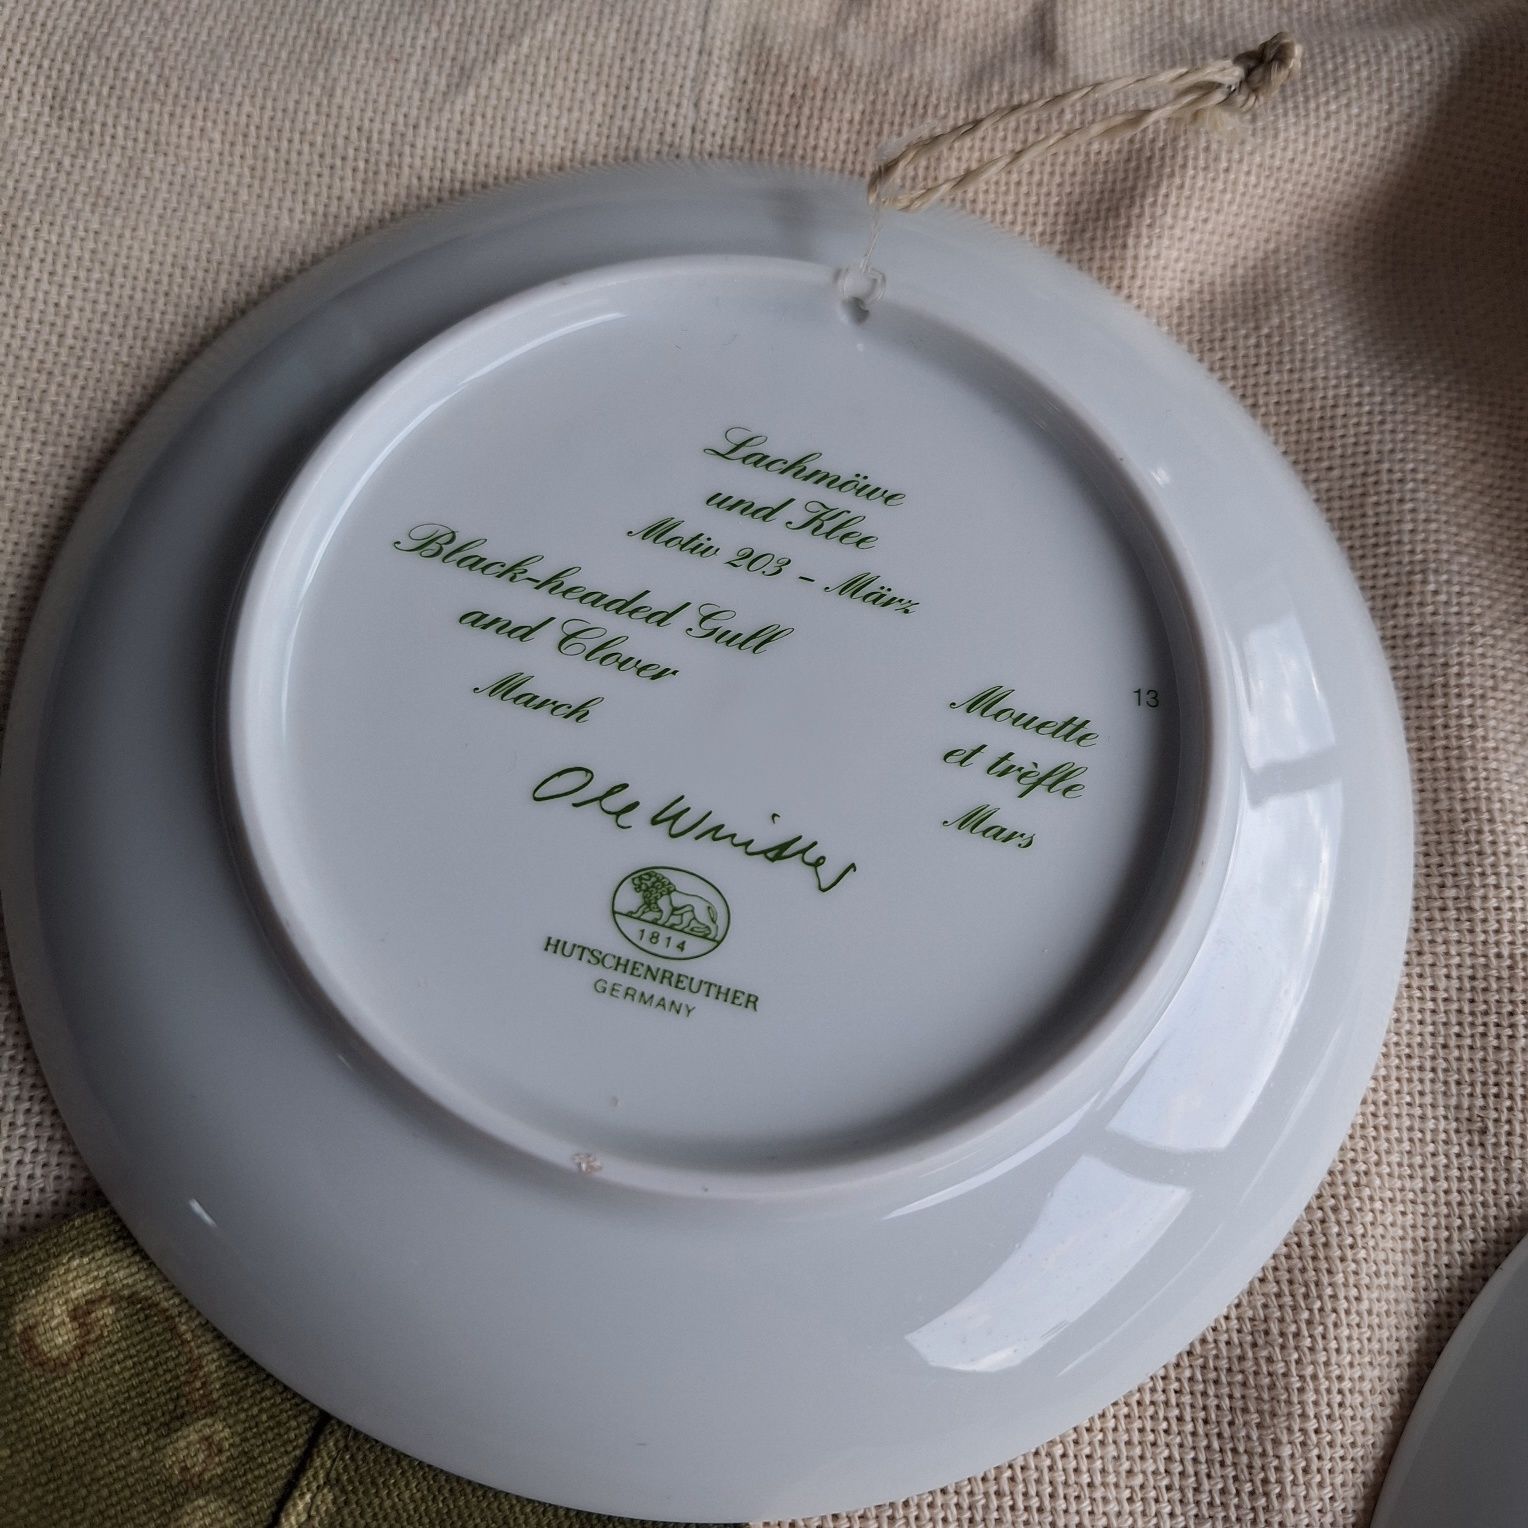 Lachmöwe
und Klee
Motiv 203 - März
Black-headed Gull
and Clover
March
Mouette
et trèfle
Mars
13
Ole Winther
1814
HUTSCHENREUTHER
GERMANY